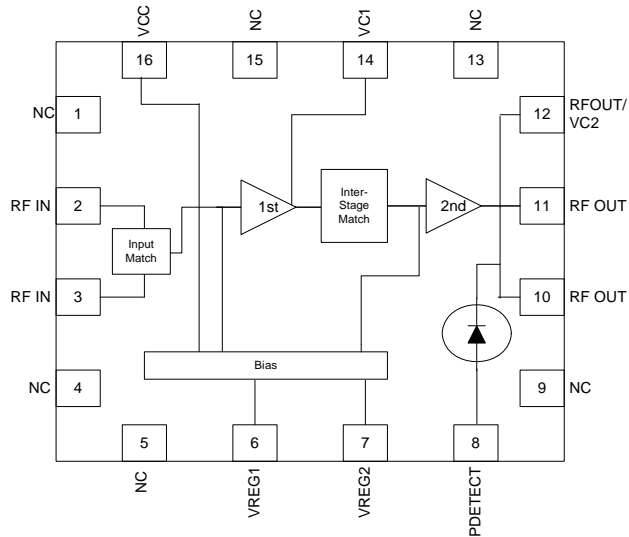 VCC
NC
VC1
NC
16
15
14
13
NC
1
12
RFOUT/
VC2
RF IN
2
1st
Inter-
Stage
Match
2nd
11
RF OUT
Input
Match
RF IN
3
10
RF OUT
Bias
NC
4
9
NC
5
6
7
8
NC
VREG1
VREG2
PDETECT